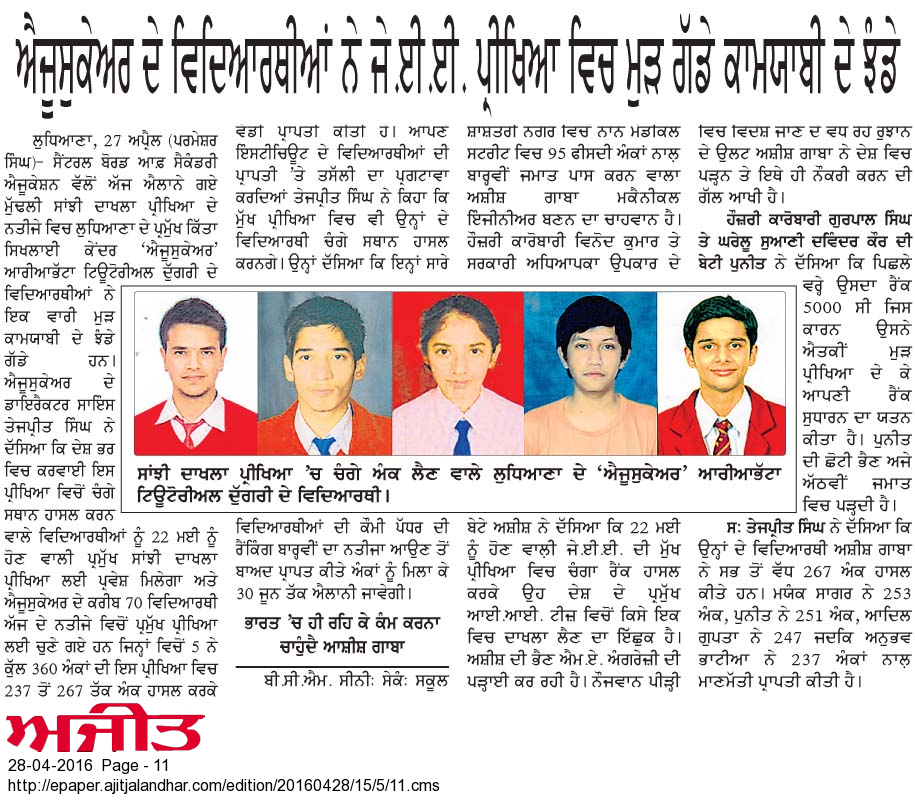 ਐਜੂਸੁਕੇਅਰ ਦੇ ਵਿਦਿਆਰਥੀਆਂ ਨੇ ਜੇ.ਈ.ਈ. ਪ੍ਰੀਖਿਆ ਵਿਚ ਮੁੜ ਗੱਡੇ ਕਾਮਯਾਬੀ ਦੇ ਝੰਡੇ
ਲੁਧਿਆਣਾ, 27 ਅਪ੍ਰੈਲ (ਪਰਮੇਸ਼ਰ
ਸਿੰਘ)- ਸੈਂਟਰਲ ਬੋਰਡ ਆਫ਼ ਸੈਕੰਡਰੀ
ਐਜੂਕੇਸ਼ਨ ਵੱਲੋਂ ਅੱਜ ਐਲਾਨੇ ਗਏ
ਮੁੱਢਲੀ ਸਾਂਝੀ ਦਾਖਲਾ ਪ੍ਰੀਖਿਆ ਦੇ
ਨਤੀਜੇ ਵਿਚ ਲੁਧਿਆਣਾ ਦੇ ਪ੍ਰਮੁੱਖ ਕਿੱਤਾ
ਸਿਖਲਾਈ ਕੇਂਦਰ 'ਐਜੂਸੁਕੇਅਰ'
ਆਰੀਆਭੱਟਾ ਟਿਊਟੋਰੀਅਲ ਦੁੱਗਰੀ ਦੇ
ਵਿਦਿਆਰਥੀਆਂ ਨੇ
ਇਕ ਵਾਰੀ ਮੁੜ
ਕਾਮਯਾਬੀ ਦੇ ਝੰਡੇ
ਗੱਡੇ ਹਨ।
ਐਜੂਸੁਕੇਅਰ ਦੇ
ਡਾਇਰੈਕਟਰ ਸਾਇੰਸ
ਤੇਜਪ੍ਰੀਤ ਸਿੰਘ ਨੇ
ਦੱਸਿਆ ਕਿ ਦੇਸ਼ ਭਰ
ਵਿਚ ਕਰਵਾਈ ਇਸ
ਪ੍ਰੀਖਿਆ ਵਿਚੋਂ ਚੰਗੇ
ਸਥਾਨ ਹਾਸਲ ਕਰਨ
ਵਾਲੇ ਵਿਦਿਆਰਥੀਆਂ ਨੂੰ 22 ਮਈ ਨੂੰ
ਹੋਣ ਵਾਲੀ ਪ੍ਰਮੁੱਖ ਸਾਂਝੀ ਦਾਖਲਾ
ਪ੍ਰੀਖਿਆ ਲਈ ਪ੍ਰਵੇਸ਼ ਮਿਲੇਗਾ ਅਤੇ
ਐਜੂਸੁਕੇਅਰ ਦੇ ਕਰੀਬ 70 ਵਿਦਿਆਰਥੀ
ਅੱਜ ਦੇ ਨਤੀਜੇ ਵਿਚੋਂ ਪ੍ਰਮੁੱਖ ਪ੍ਰੀਖਿਆ
ਲਈ ਚੁਣੇ ਗਏ ਹਨ ਜਿਨ੍ਹਾਂ ਵਿਚੋਂ 5 ਨੇ
ਕੁੱਲ 360 ਅੰਕਾਂ ਦੀ ਇਸ ਪ੍ਰੀਖਿਆ ਵਿਚ
237 ਤੋਂ 267 ਤੱਕ ਅੰਕ ਹਾਸਲ ਕਰਕੇ
ਵੱਡੀ ਪ੍ਰਾਪਤੀ ਕੀਤੀ ਹੈ। ਆਪਣੇ
ਇੰਸਟੀਚਿਊਟ ਦੇ ਵਿਦਿਆਰਥੀਆਂ ਦੀ
ਪ੍ਰਾਪਤੀ 'ਤੇ ਤਸੱਲੀ ਦਾ ਪ੍ਰਗਟਾਵਾ
ਕਰਦਿਆਂ ਤੇਜਪ੍ਰੀਤ ਸਿੰਘ ਨੇ ਕਿਹਾ ਕਿ
ਮੁੱਖ ਪ੍ਰੀਖਿਆ ਵਿਚ ਵੀ ਉਨ੍ਹਾਂ ਦੇ
ਵਿਦਿਆਰਥੀ ਚੰਗੇ ਸਥਾਨ ਹਾਸਲ
ਕਰਨਗੇ। ਉਨ੍ਹਾਂ ਦੱਸਿਆ ਕਿ ਇਨ੍ਹਾਂ ਸਾਰੇ
ਸਾਂਝੀ ਦਾਖਲਾ ਪ੍ਰੀਖਿਆ 'ਚ ਚੰਗੇ ਅੰਕ ਲੈਣ ਵਾਲੇ ਲੁਧਿਆਣਾ ਦੇ 'ਐਜੂਸੁਕੇਅਰ' ਆਰੀਆਭੱਟਾ
ਟਿਊਟੋਰੀਅਲ ਦੁੱਗਰੀ ਦੇ ਵਿਦਿਆਰਥੀ।
ਵਿਦਿਆਰਥੀਆਂ ਦੀ ਕੌਮੀ ਪੱਧਰ ਦੀ
ਰੈਂਕਿੰਗ ਬਾਰ੍ਹਵੀਂ ਦਾ ਨਤੀਜਾ ਆਉਣ ਤੋਂ
ਬਾਅਦ ਪ੍ਰਾਪਤ ਕੀਤੇ ਅੰਕਾਂ ਨੂੰ ਮਿਲਾ ਕੇ
30 ਜੂਨ ਤੱਕ ਐਲਾਨੀ ਜਾਵੇਗੀ।
ਭਾਰਤ 'ਚ ਹੀ ਰਹਿ ਕੇ ਕੰਮ ਕਰਨਾ
ਚਾਹੁੰਦੈ ਆਸ਼ੀਸ਼ ਗਾਬਾ
ਬੀ.ਸੀ.ਐਮ. ਸੀਨੀ: ਸੇਕੰ: ਸਕੂਲ
ਸ਼ਾਸਤਰੀ ਨਗਰ ਵਿਚ ਨਾਨ ਮੈਡੀਕਲ
ਸਟਰੀਟ ਵਿਚ 95 ਫੀਸਦੀ ਅੰਕਾਂ ਨਾਲ
ਬਾਰ੍ਹਵੀਂ ਜਮਾਤ ਪਾਸ ਕਰਨ ਵਾਲਾ
ਅਸ਼ੀਸ਼ ਗਾਬਾ ਮਕੈਨੀਕਲ
ਇੰਜੀਨੀਅਰ ਬਣਨ ਦਾ ਚਾਹਵਾਨ ਹੈ।
ਹੌਜ਼ਰੀ ਕਾਰੋਬਾਰੀ ਵਿਨੋਦ ਕੁਮਾਰ ਤੇ
ਸਰਕਾਰੀ ਅਧਿਆਪਕਾ ਉਪਕਾਰ ਦੇ
ਬੇਟੇ ਅਸ਼ੀਸ਼ ਨੇ ਦੱਸਿਆ ਕਿ 22 ਮਈ
ਨੂੰ ਹੋਣ ਵਾਲੀ ਜੇ.ਈ.ਈ. ਦੀ ਮੁੱਖ
ਪ੍ਰੀਖਿਆ ਵਿਚ ਚੰਗਾ ਰੈਂਕ ਹਾਸਲ
ਕਰਕੇ ਉਹ ਦੇਸ਼ ਦੇ ਪ੍ਰਮੁੱਖ
ਆਈ.ਆਈ. ਟੀਜ਼ ਵਿਚੋਂ ਕਿਸੇ ਇਕ
ਵਿਚ ਦਾਖਲਾ ਲੈਣ ਦਾ ਇੱਛੁਕ ਹੈ।
ਅਸ਼ੀਸ਼ ਦੀ ਭੈਣ ਐਮ.ਏ. ਅੰਗਰੇਜ਼ੀ ਦੀ
ਪੜ੍ਹਾਈ ਕਰ ਰਹੀ ਹੈ। ਨੌਜਵਾਨ ਪੀੜ੍ਹੀ
ਵਿਚ ਵਿਦੇਸ਼ ਜਾਣ ਦੇ ਵਧ ਰਹੇ ਰੁਝਾਨ
ਦੇ ਉਲਟ ਅਸ਼ੀਸ਼ ਗਾਬਾ ਨੇ ਦੇਸ਼ ਵਿਚ
ਪੜ੍ਹਨ ਤੇ ਇਥੇ ਹੀ ਨੌਕਰੀ ਕਰਨ ਦੀ
ਗੱਲ ਆਖੀ ਹੈ।
ਹੌਜ਼ਰੀ ਕਾਰੋਬਾਰੀ ਗੁਰਪਾਲ ਸਿੰਘ
ਤੇ ਘਰੇਲੂ ਸੁਆਣੀ ਦਵਿੰਦਰ ਕੌਰ ਦੀ
ਬੇਟੀ ਪੁਨੀਤ ਨੇ ਦੱਸਿਆ ਕਿ ਪਿਛਲੇ
ਵਰ੍ਹੇ ਉਸਦਾ ਰੈਂਕ
5000 ਸੀ ਜਿਸ
ਕਾਰਨ ਉਸਨੇ
ਐਤਕੀਂ ਮੁੜ
ਪ੍ਰੀਖਿਆ ਦੇ ਕੇ
ਆਪਣੀ ਰੈਂਕ
ਸੁਧਾਰਨ ਦਾ ਯਤਨ
ਕੀਤਾ ਹੈ। ਪੁਨੀਤ
ਦੀ ਛੋਟੀ ਭੈਣ ਅਜੇ
ਅੱਠਵੀਂ ਜਮਾਤ
ਵਿਚ ਪੜ੍ਹਦੀ ਹੈ।
ਸ: ਤੇਜਪ੍ਰੀਤ ਸਿੰਘ ਨੇ ਦੱਸਿਆ ਕਿ
ਉਨ੍ਹਾਂ ਦੇ ਵਿਦਿਆਰਥੀ ਅਸ਼ੀਸ਼ ਗਾਬਾ
ਨੇ ਸਭ ਤੋਂ ਵੱਧ 267 ਅੰਕ ਹਾਸਲ
ਕੀਤੇ ਹਨ। ਮਯੰਕ ਸਾਗਰ ਨੇ 253
ਅੰਕ, ਪੁਨੀਤ ਨੇ 251 ਅੰਕ, ਆਦਿਲ
ਗੁਪਤਾ ਨੇ 247 ਜਦਕਿ ਅਨੁਭਵ
ਭਾਟੀਆ ਨੇ 237 ਅੰਕਾਂ ਨਾਲ
ਮਾਣਮੱਤੀ ਪ੍ਰਾਪਤੀ ਕੀਤੀ ਹੈ।
ਅਜੀਤ
28-04-2016 Page - 11
http://epaper.ajitjalandhar.com/edition/20160428/15/5/11.cms